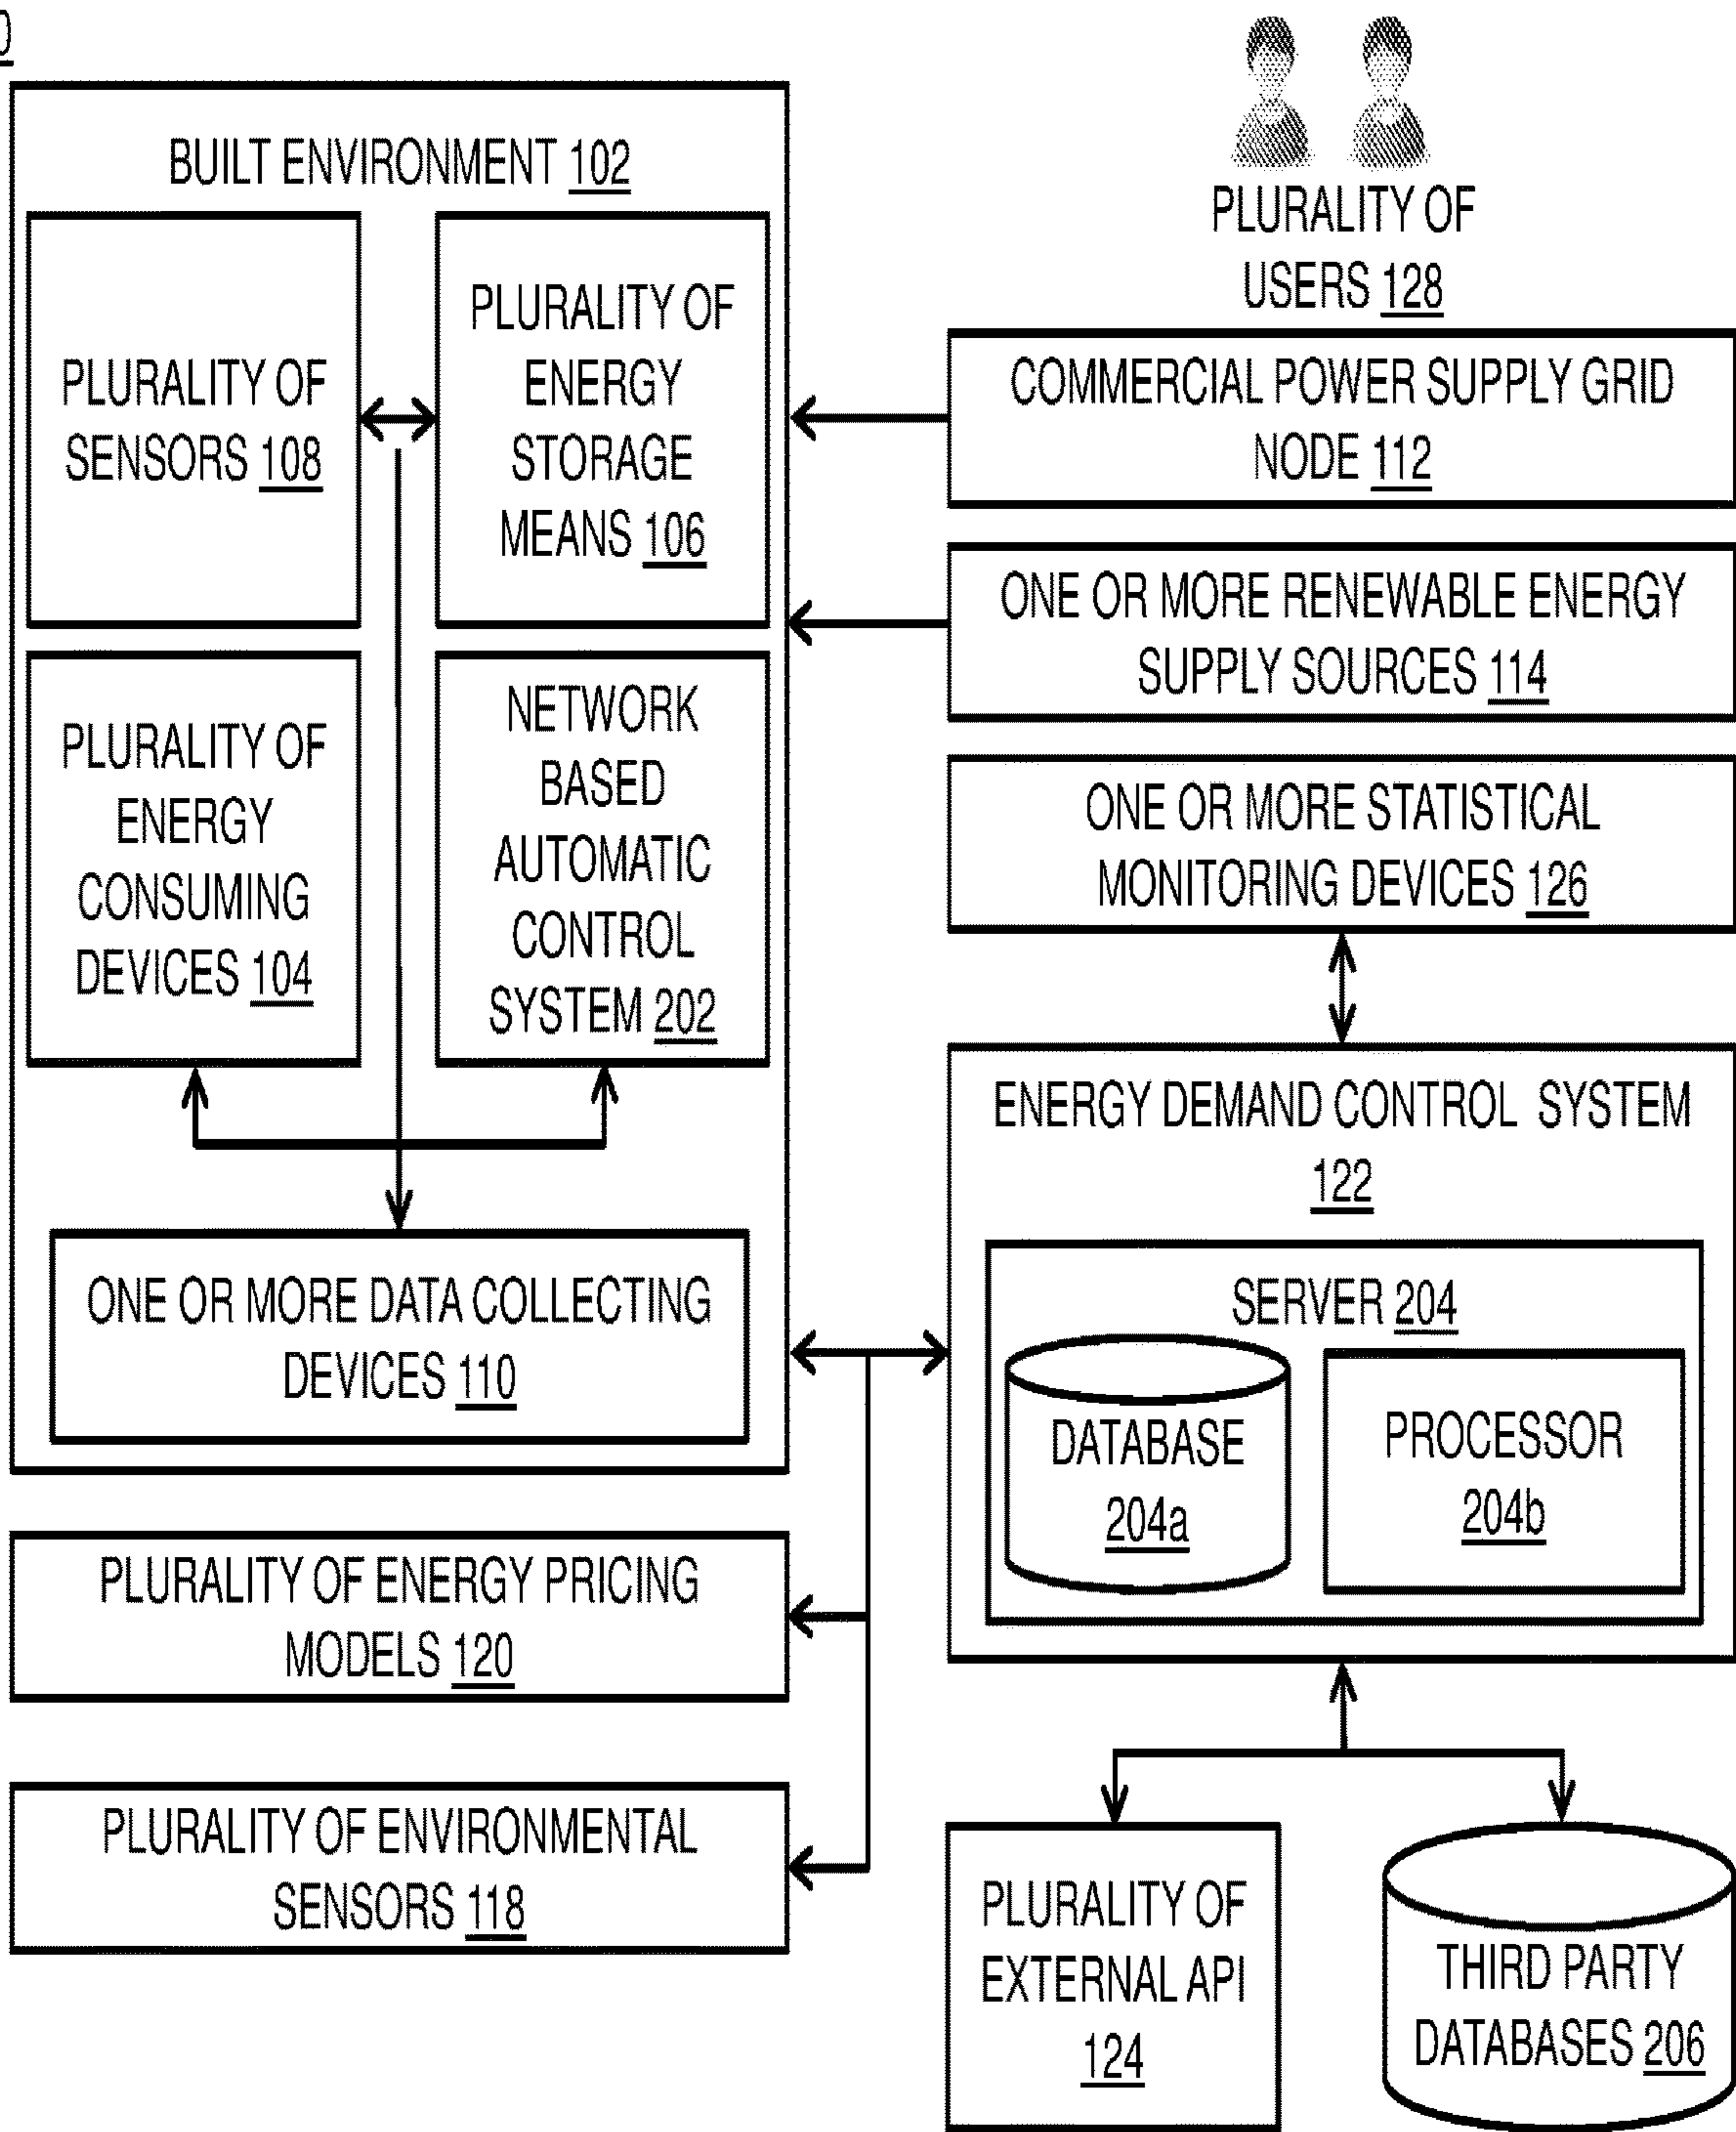 BUILT ENVIRONMENT 102
PLURALITY OF
SENSORS 108
PLURALITY OF
ENERGY
STORAGE
MEANS 106
PLURALITY OF
ENERGY
CONSUMING
DEVICES 104
NETWORK
BASED
AUTOMATIC
CONTROL
SYSTEM 202
ONE OR MORE DATA COLLECTING
DEVICES 110
PLURALITY OF ENERGY PRICING
MODELS 120
PLURALITY OF ENVIRONMENTAL
SENSORS 118
PLURALITY OF
USERS 128
COMMERCIAL POWER SUPPLY GRID
NODE 112
ONE OR MORE RENEWABLE ENERGY
SUPPLY SOURCES 114
ONE OR MORE STATISTICAL
MONITORING DEVICES 126
ENERGY DEMAND CONTROL SYSTEM
122
SERVER 204
DATABASE
204a
PROCESSOR
204b
PLURALITY OF
EXTERNAL API
124
THIRD PARTY
DATABASES 206